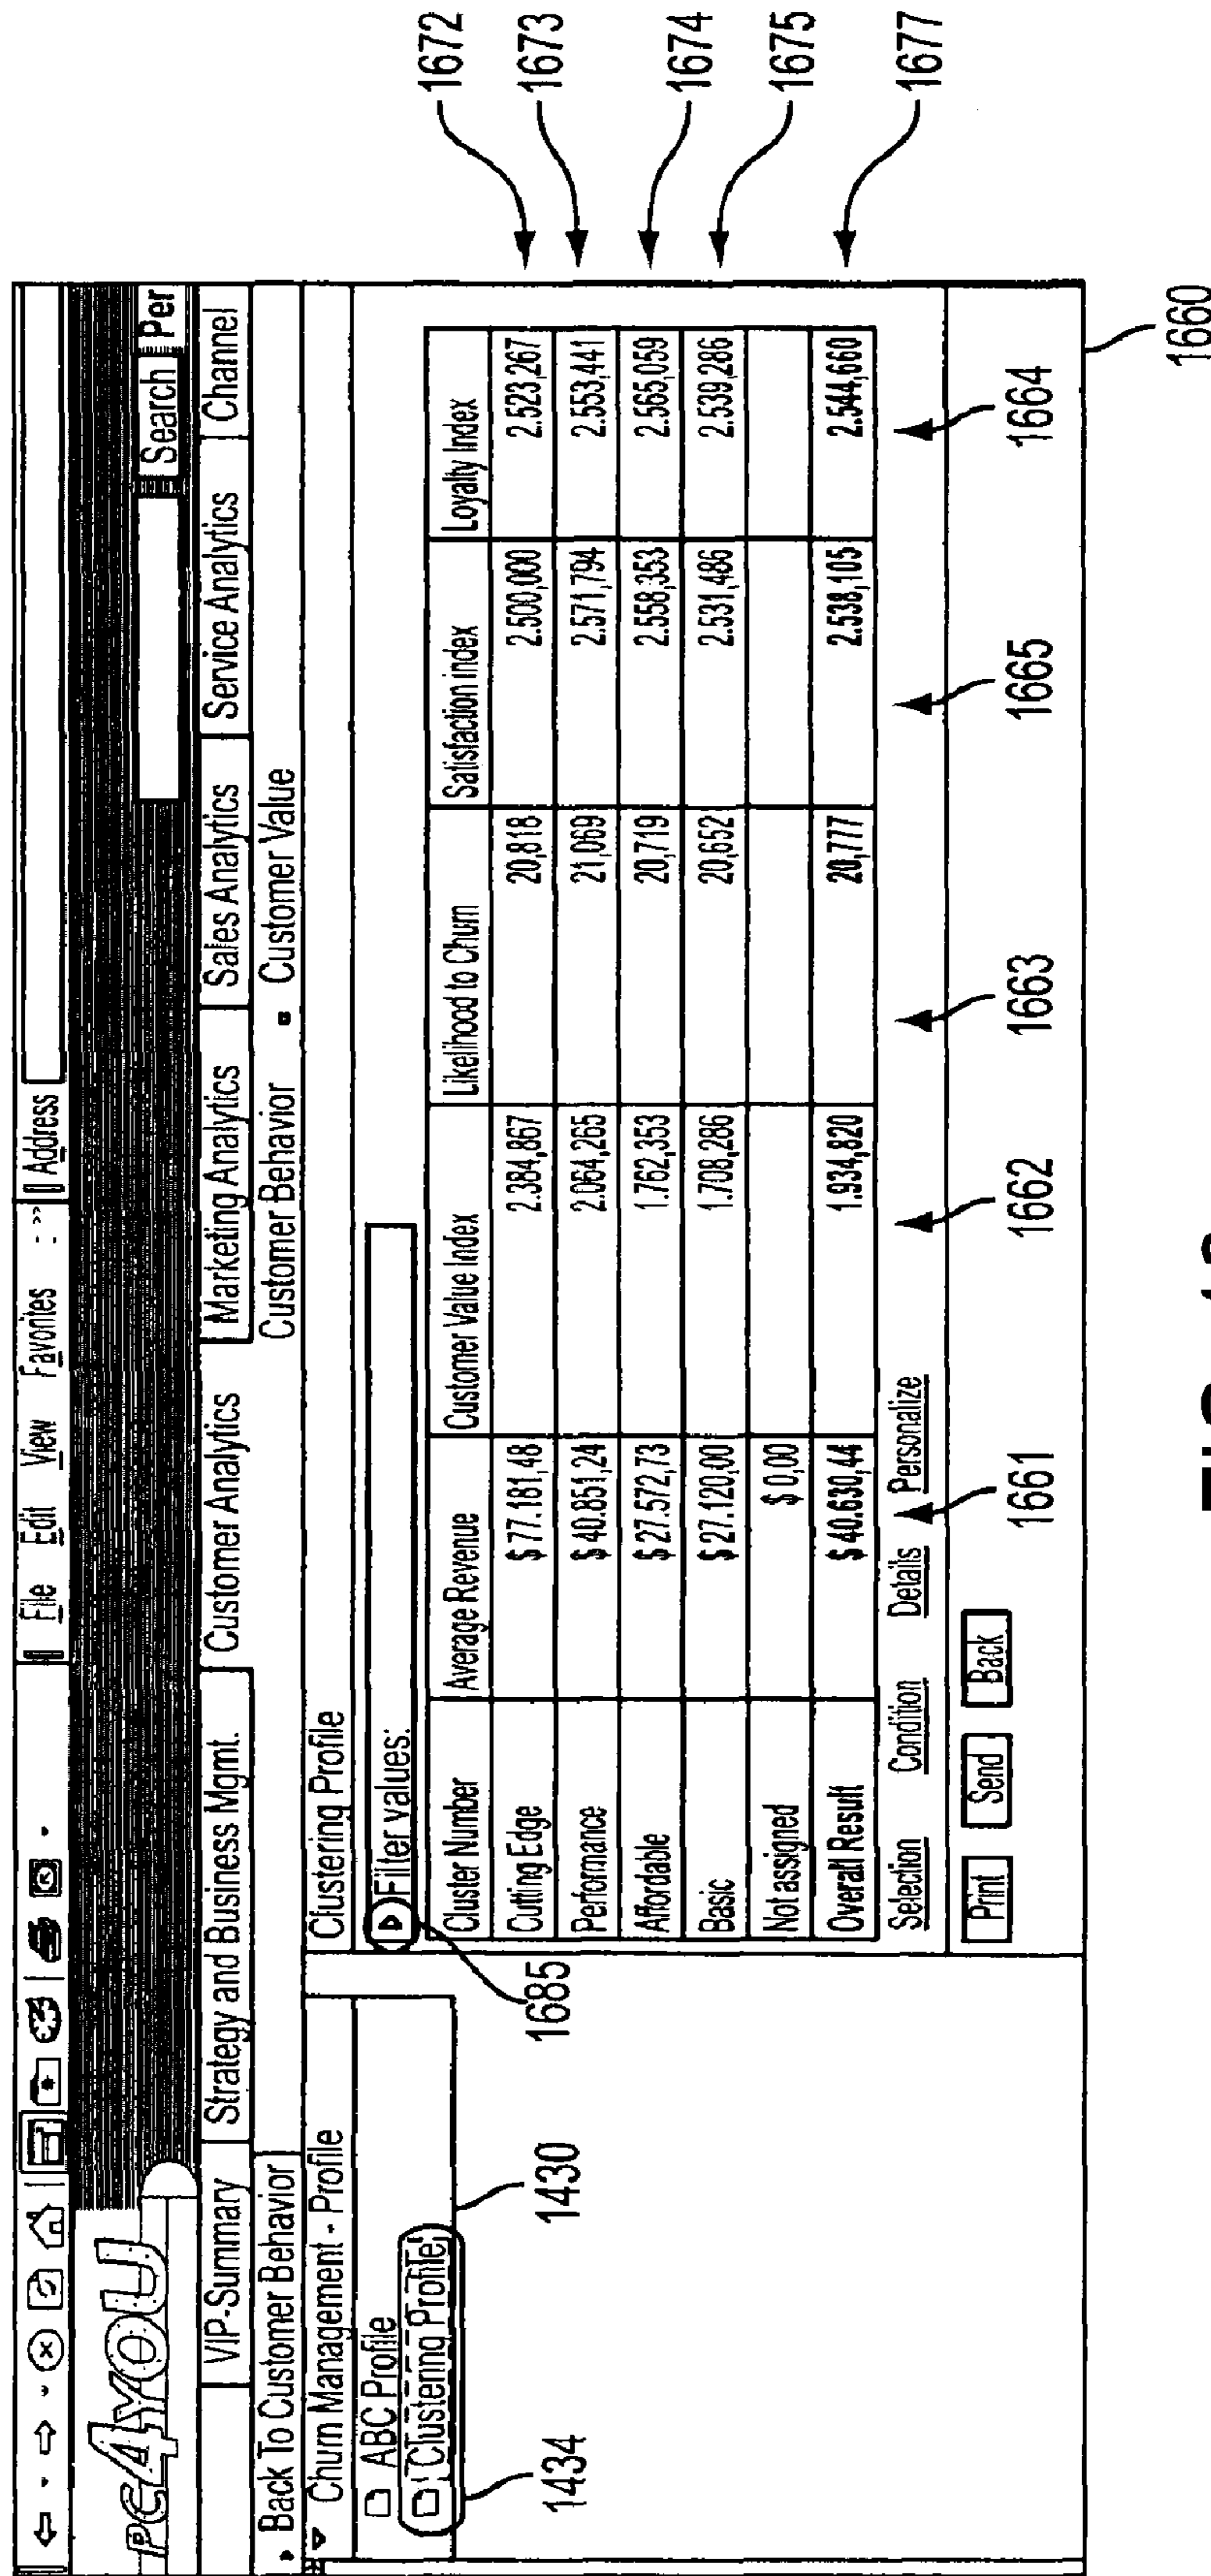 File Edit View Favorites » Address
PC4YOU
Search Per
VIP-Summary Strategy and Business Mgmt. Customer Analytics Marketing Analytics Sales Analytics Service Analytics Channel
Back To Customer Behavior Customer Behavior Customer Value
Churn Management - Profile
ABC Profile
Clustering Profile
1434
1430
Clustering Profile
Filter values:
1685
Cluster Number Average Revenue Customer Value Index Likelihood to Churn Satisfaction index Loyalty Index
Cutting Edge $ 77.181,48 2.384,867 20,818 2.500,000 2.523,267
Performance $ 40.851,24 2.064,265 21,069 2.571,794 2.553,441
Affordable $ 27.572,73 1.762,353 20,719 2.558,353 2.565,059
Basic $ 27.120,00 1.708,286 20,652 2.531,486 2.539,286
Not assigned $ 0,00
Overall Result $ 40.630,44 1.934,820 20,777 2.538,105 2.544,660
Selection Condition Details Personalize
Print Send Back
1672
1673
1674
1675
1677
1661 1662 1663 1665 1664
1660